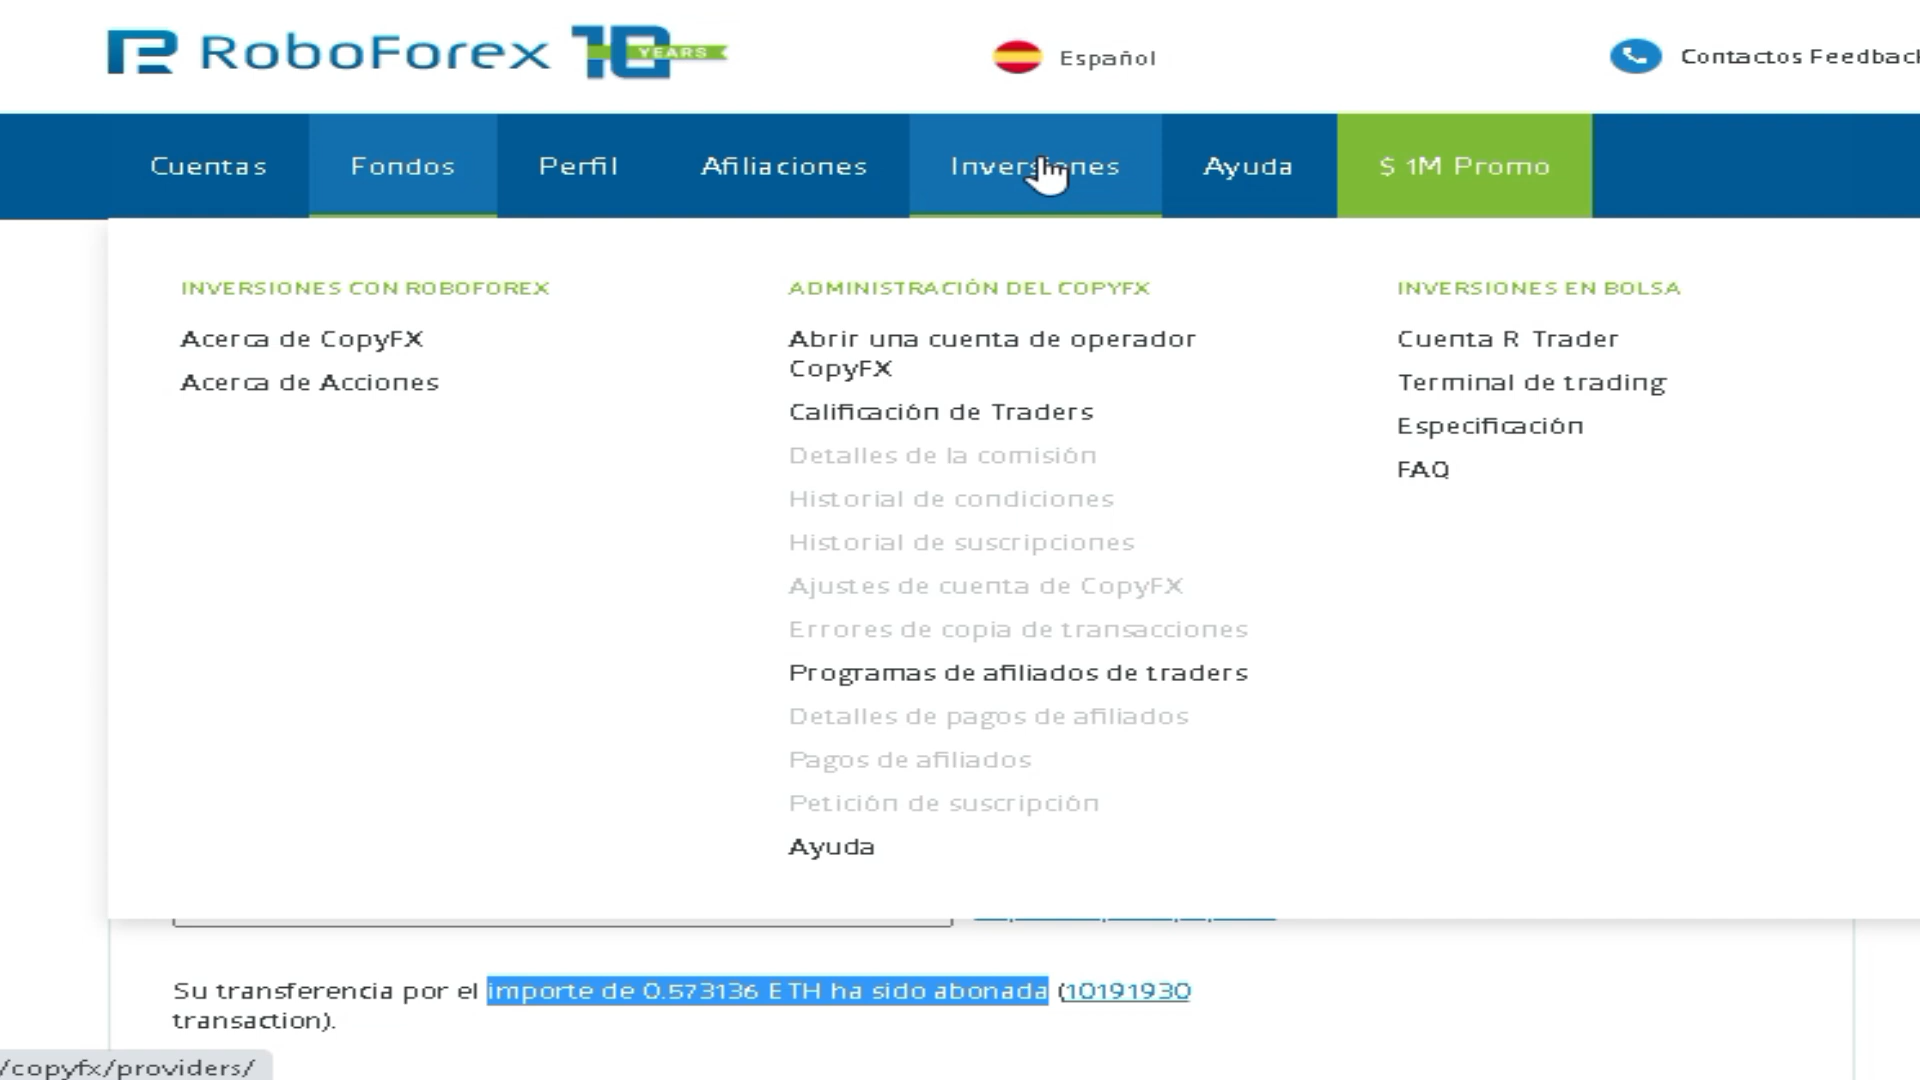 RoboForex 10 YEARS
Español
Contactos Feedback
Cuentas
Fondos
Perfil
Afiliaciones
Inversiones
Ayuda
$ 1M Promo
INVERSIONES CON ROBOFOREX
Acerca de CopyFX
Acerca de Acciones
ADMINISTRACIÓN DEL COPYFX
Abrir una cuenta de operador
CopyFX
Calificación de Traders
Detalles de la comisión
Historial de condiciones
Historial de suscripciones
Ajustes de cuenta de CopyFX
Errores de copia de transacciones
Programas de afiliados de traders
Detalles de pagos de afiliados
Pagos de afiliados
Petición de suscripción
Ayuda
INVERSIONES EN BOLSA
Cuenta R Trader
Terminal de trading
Especificación
FAQ
Su transferencia por el importe de 0.573136 ETH ha sido abonada (10191930
transaction).
/copyfx/providers/